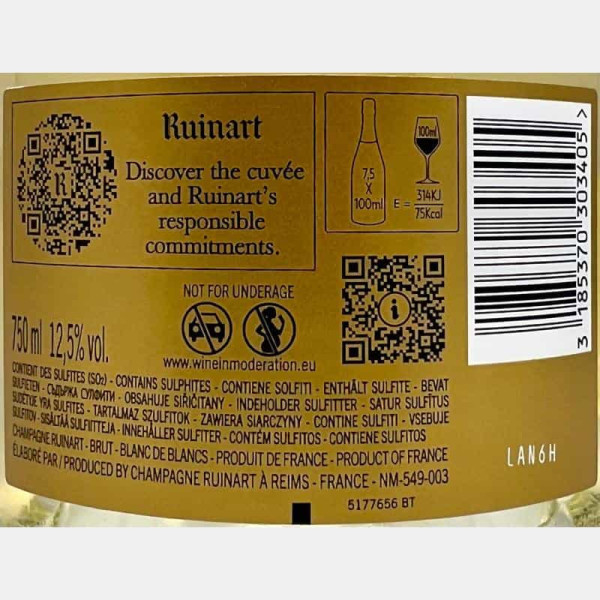 Ruinart
Discover the cuvée
and Ruinart's
responsible
commitments.
R
7,5
X
100ml
100ml
E = 314KJ
75Kcal
3 185370 303405 >
NOT FOR UNDERAGE
i
750 ml 12,5% vol.
www.wineinmoderation.eu
CONTIENT DES SULFITES (SO₂) - CONTAINS SULPHITES - CONTIENE SOLFITI - ENTHÄLT SULFITE - BEVAT
SULFIETEN - СЪДЪРЖА СУЛФИТИ - OBSAHUJE SIŘIČITANY - INDEHOLDER SULFITTER - SATUR SULFĪTUS
SUDĖTYJE YRA SULFITES - TARTALMAZ SZULFITOK - ZAWIERA SIARCZYNY - CONTINE SULFITI - VSEBUJE
SULFITOV - SISÄLTÄÄ SULFIITTEJA - INNEHÅLLER SULFITER - CONTÉM SULFITOS - CONTIENE SULFITOS
CHAMPAGNE RUINART - BRUT - BLANC DE BLANCS - PRODUIT DE FRANCE - PRODUCT OF FRANCE
ÉLABORÉ PAR / PRODUCED BY CHAMPAGNE RUINART À REIMS - FRANCE - NM-549-003
LAN6H
5177656 BT